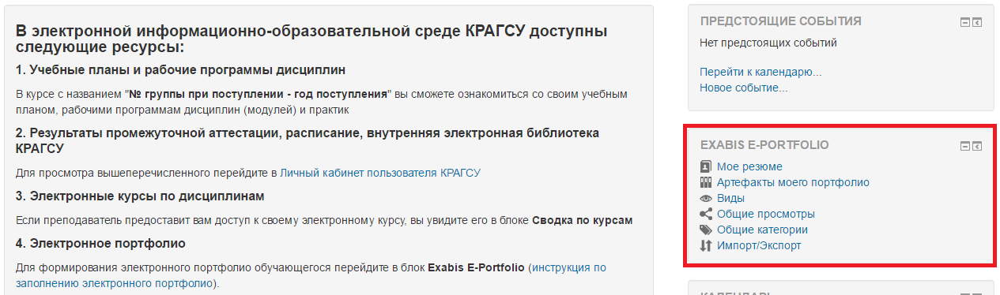 В электронной информационно-образовательной среде КРАГСУ доступны
следующие ресурсы:
1. Учебные планы и рабочие программы дисциплин
В курсе с названием "№ группы при поступлении - год поступления" вы сможете ознакомиться со своим учебным
планом, рабочими программам дисциплин (модулей) и практик
2. Результаты промежуточной аттестации, расписание, внутренняя электронная библиотека
КРАГСУ
Для просмотра вышеперечисленного перейдите в Личный кабинет пользователя КРАГСУ
3. Электронные курсы по дисциплинам
Если преподаватель предоставит вам доступ к своему электронному курсу, вы увидите его в блоке Сводка по курсам
4. Электронное портфолио
Для формирования электронного портфолио обучающегося перейдите в блок Exabis E-Portfolio (инструкция по
заполнению электронного портфолио).
ПРЕДСТОЯЩИЕ СОБЫТИЯ
Нет предстоящих событий
Перейти к календарю...
Новое событие...
EXABIS E-PORTFOLIO
Мое резюме
Артефакты моего портфолио
Виды
Общие просмотры
Общие категории
Импорт/Экспорт
КАЛЕНДАРЬ